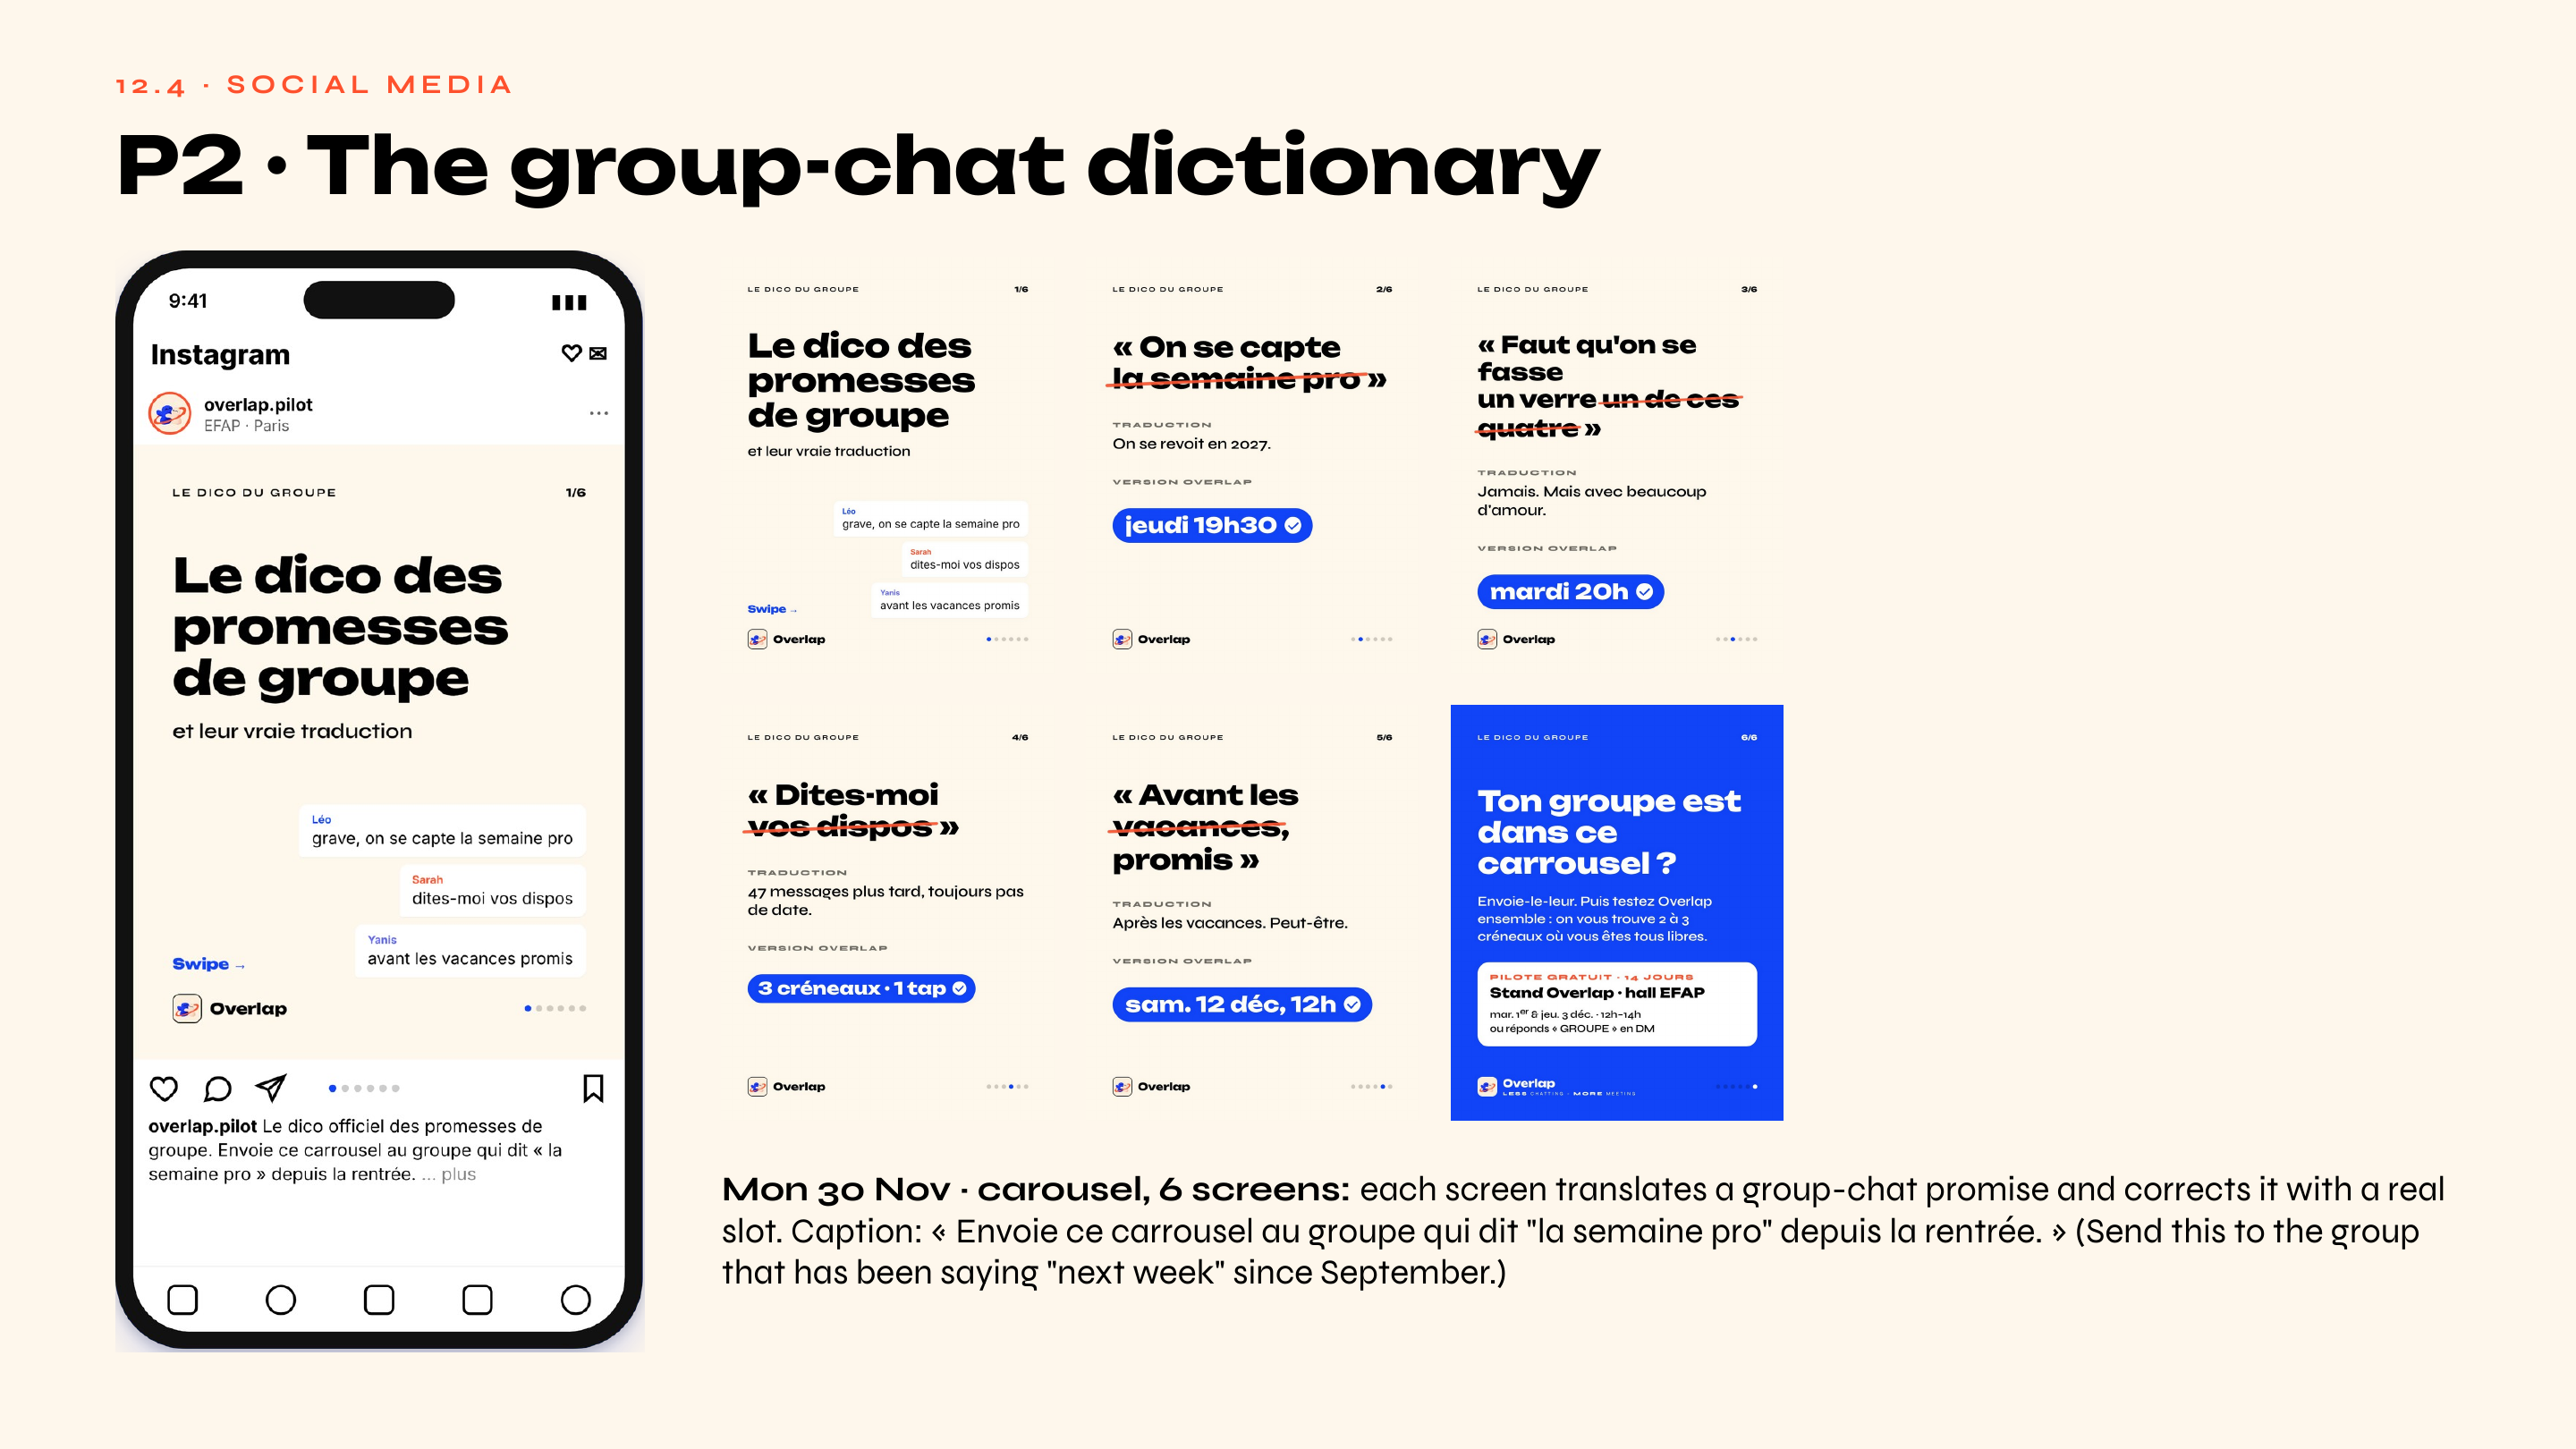 12.4 · SOCIAL MEDIA
P2 · The group-chat dictionary
9:41
Instagram
overlap.pilot
EFAP · Paris
LE DICO DU GROUPE
1/6
Le dico des
promesses
de groupe
et leur vraie traduction
Léo
grave, on se capte la semaine pro
Sarah
dites-moi vos dispos
Yanis
avant les vacances promis
Swipe →
Overlap
overlap.pilot Le dico officiel des promesses de
groupe. Envoie ce carrousel au groupe qui dit « la
semaine pro » depuis la rentrée. ... plus
LE DICO DU GROUPE
1/6
Le dico des
promesses
de groupe
et leur vraie traduction
Léo
grave, on se capte la semaine pro
Sarah
dites-moi vos dispos
Yanis
avant les vacances promis
Swipe →
Overlap
LE DICO DU GROUPE
2/6
« On se capte
la semaine pro »
TRADUCTION
On se revoit en 2027.
VERSION OVERLAP
jeudi 19h30
Overlap
LE DICO DU GROUPE
3/6
« Faut qu'on se
fasse
un verre un de ces
quatre »
TRADUCTION
Jamais. Mais avec beaucoup
d'amour.
VERSION OVERLAP
mardi 20h
Overlap
LE DICO DU GROUPE
4/6
« Dites-moi
vos dispos »
TRADUCTION
47 messages plus tard, toujours pas
de date.
VERSION OVERLAP
3 créneaux · 1 tap
Overlap
LE DICO DU GROUPE
5/6
« Avant les
vacances,
promis »
TRADUCTION
Après les vacances. Peut-être.
VERSION OVERLAP
sam. 12 déc, 12h
Overlap
LE DICO DU GROUPE
6/6
Ton groupe est
dans ce
carrousel ?
Envoie-le-leur. Puis testez Overlap
ensemble : on vous trouve 2 à 3
créneaux où vous êtes tous libres.
PILOTE GRATUIT · 14 JOURS
Stand Overlap · hall EFAP
mar. 1er & jeu. 3 déc. · 12h–14h
ou réponds « GROUPE » en DM
Overlap
LESS CHATTING · MORE MEETING
Mon 30 Nov · carousel, 6 screens: each screen translates a group-chat promise and corrects it with a real
slot. Caption: « Envoie ce carrousel au groupe qui dit "la semaine pro" depuis la rentrée. » (Send this to the group
that has been saying "next week" since September.)